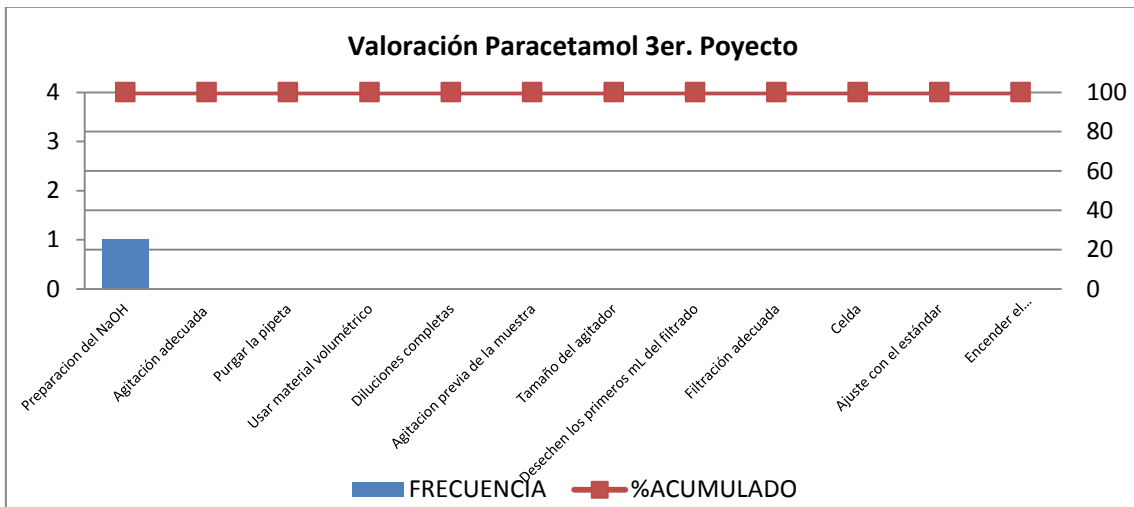 Valoración Paracetamol 3er. Poyecto
4
3
2
1
0
100
80
60
40
20
0
Preparacion del NaOH
Agitación adecuada
Purgar la pipeta
Usar material volumétrico
Diluciones completas
Agitacion previa de la muestra
Tamaño del agitador
Desechen los primeros mL del filtrado
Filtración adecuada
Celda
Ajuste con el estándar
Encender el...
FRECUENCIA
%ACUMULADO